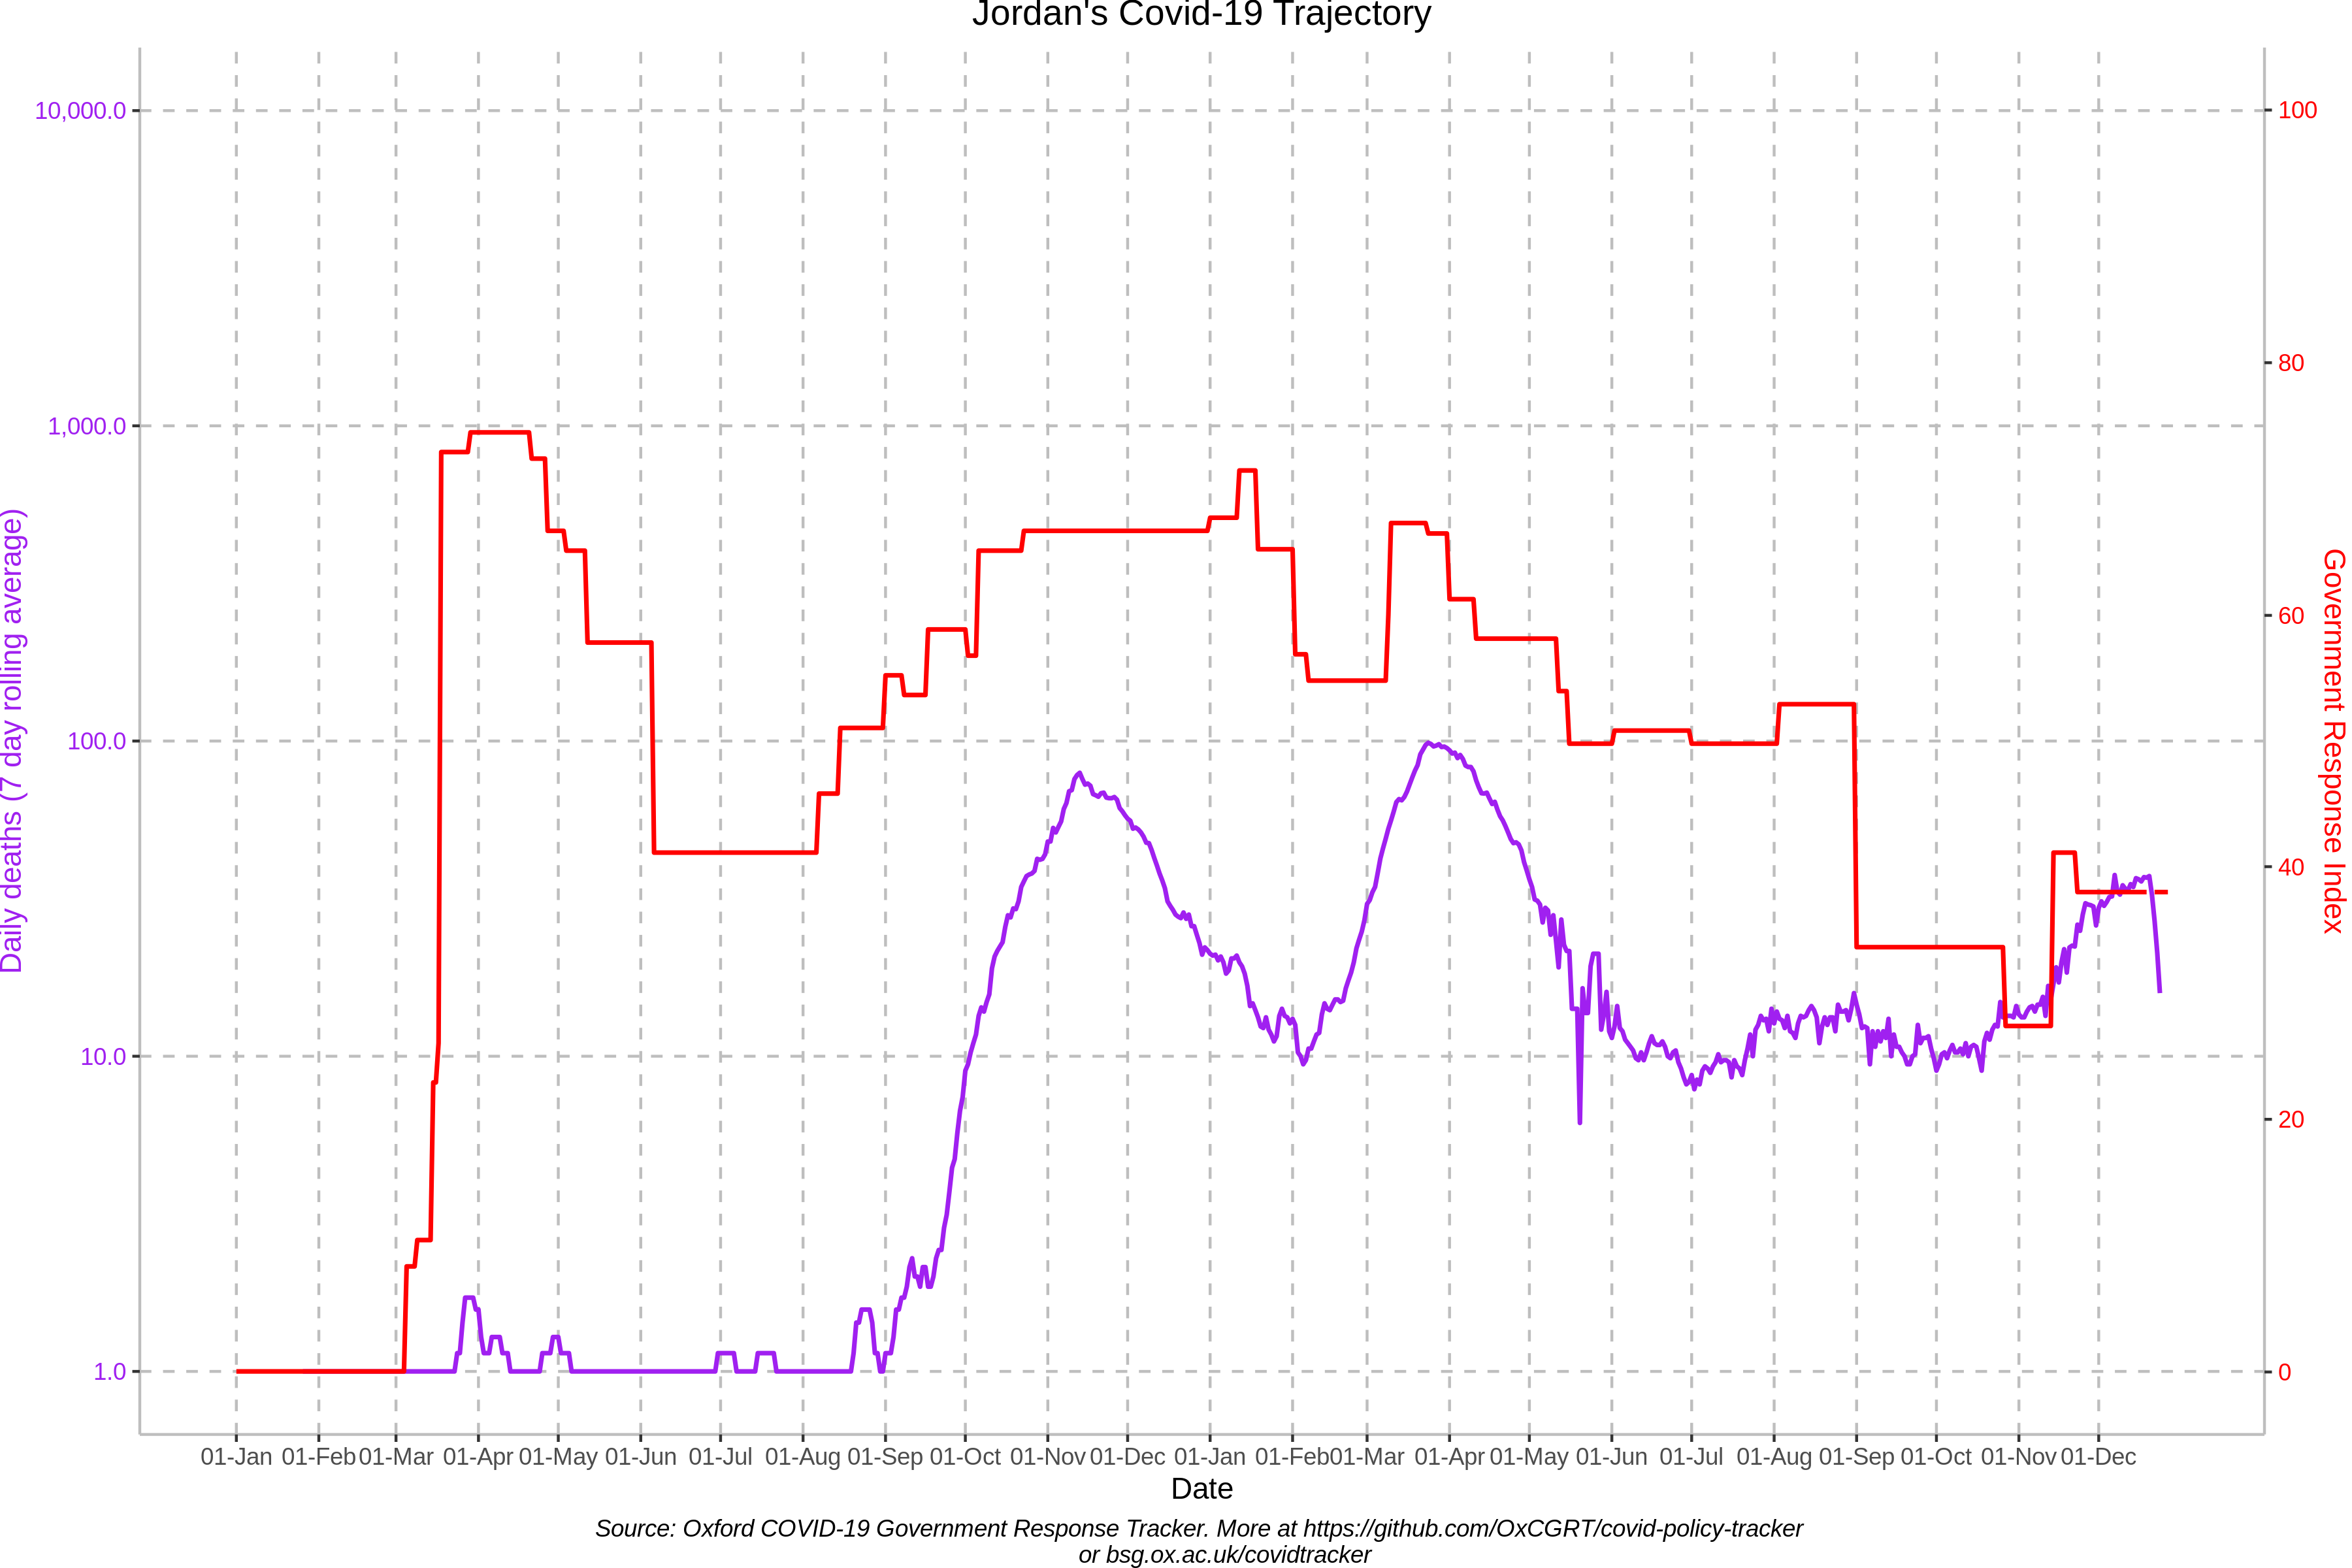 Jordan's Covid-19 Trajectory
10,000.0
1,000.0
100.0
10.0
1.0
Daily deaths (7 day rolling average)
100
80
60
40
20
0
Government Response Index
01-Jan 01-Feb 01-Mar 01-Apr 01-May 01-Jun 01-Jul 01-Aug 01-Sep 01-Oct 01-Nov 01-Dec 01-Jan 01-Feb 01-Mar 01-Apr 01-May 01-Jun 01-Jul 01-Aug 01-Sep 01-Oct 01-Nov 01-Dec
Date
Source: Oxford COVID-19 Government Response Tracker. More at https://github.com/OxCGRT/covid-policy-tracker
or bsg.ox.ac.uk/covidtracker